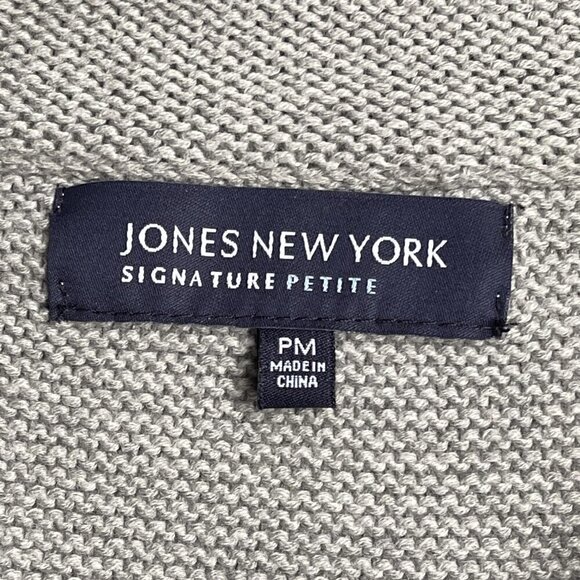 JONES NEW YORK
SIGNATURE PETITE
PM
MADE IN
CHINA